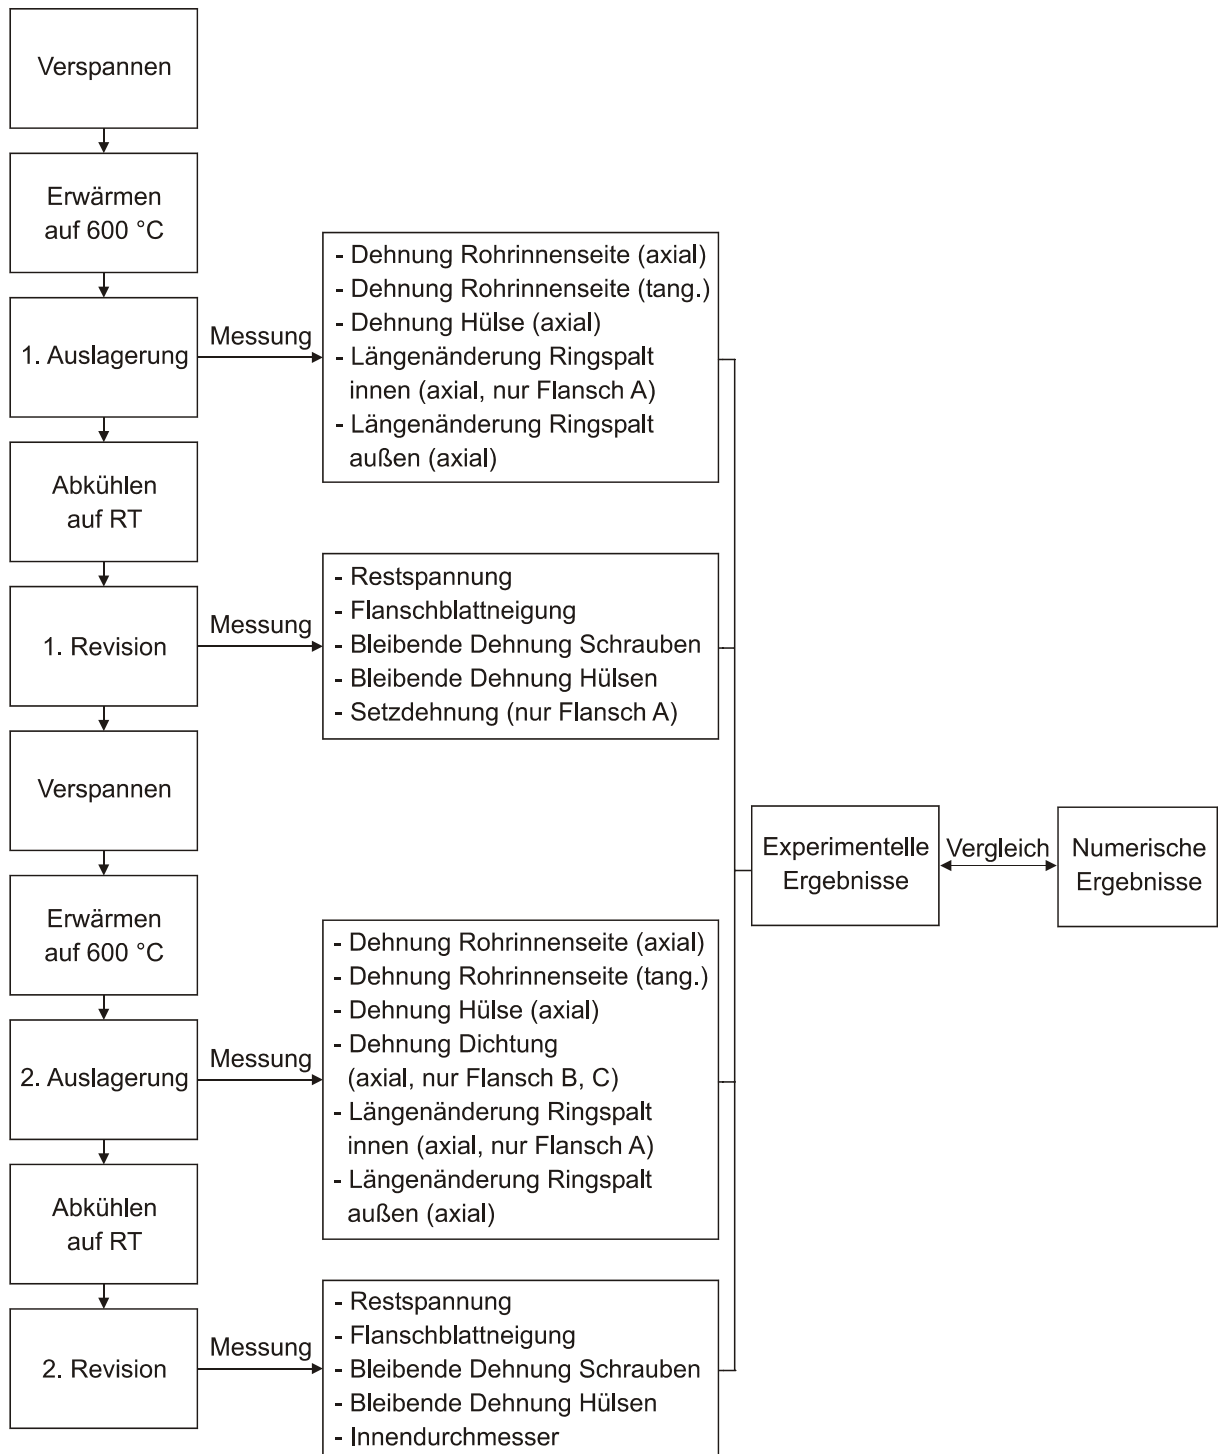 Verspannen
Erwärmen
auf 600 °C
1. Auslagerung
Messung
- Dehnung Rohrinnenseite (axial)
- Dehnung Rohrinnenseite (tang.)
- Dehnung Hülse (axial)
- Längenänderung Ringspalt
innen (axial, nur Flansch A)
- Längenänderung Ringspalt
außen (axial)
Abkühlen
auf RT
1. Revision
Messung
- Restspannung
- Flanschblattneigung
- Bleibende Dehnung Schrauben
- Bleibende Dehnung Hülsen
- Setzdehnung (nur Flansch A)
Verspannen
Erwärmen
auf 600 °C
2. Auslagerung
Messung
- Dehnung Rohrinnenseite (axial)
- Dehnung Rohrinnenseite (tang.)
- Dehnung Hülse (axial)
- Dehnung Dichtung
(axial, nur Flansch B, C)
- Längenänderung Ringspalt
innen (axial, nur Flansch A)
- Längenänderung Ringspalt
außen (axial)
Abkühlen
auf RT
2. Revision
Messung
- Restspannung
- Flanschblattneigung
- Bleibende Dehnung Schrauben
- Bleibende Dehnung Hülsen
- Innendurchmesser
Experimentelle
Ergebnisse
Vergleich
Numerische
Ergebnisse